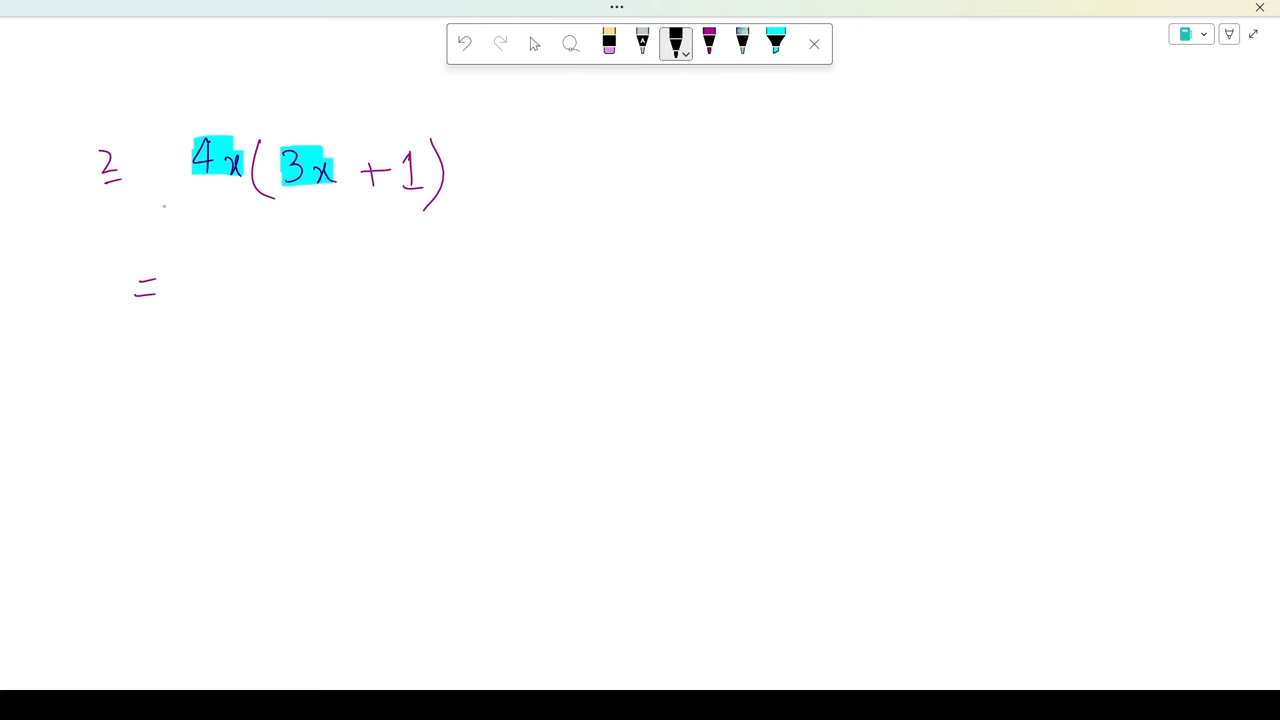 2 4x(3x + 1)
=